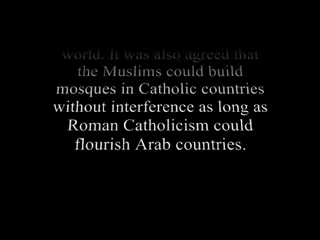 world. It was also agreed that
the Muslims could build
mosques in Catholic countries
without interference as long as
Roman Catholicism could
flourish Arab countries.